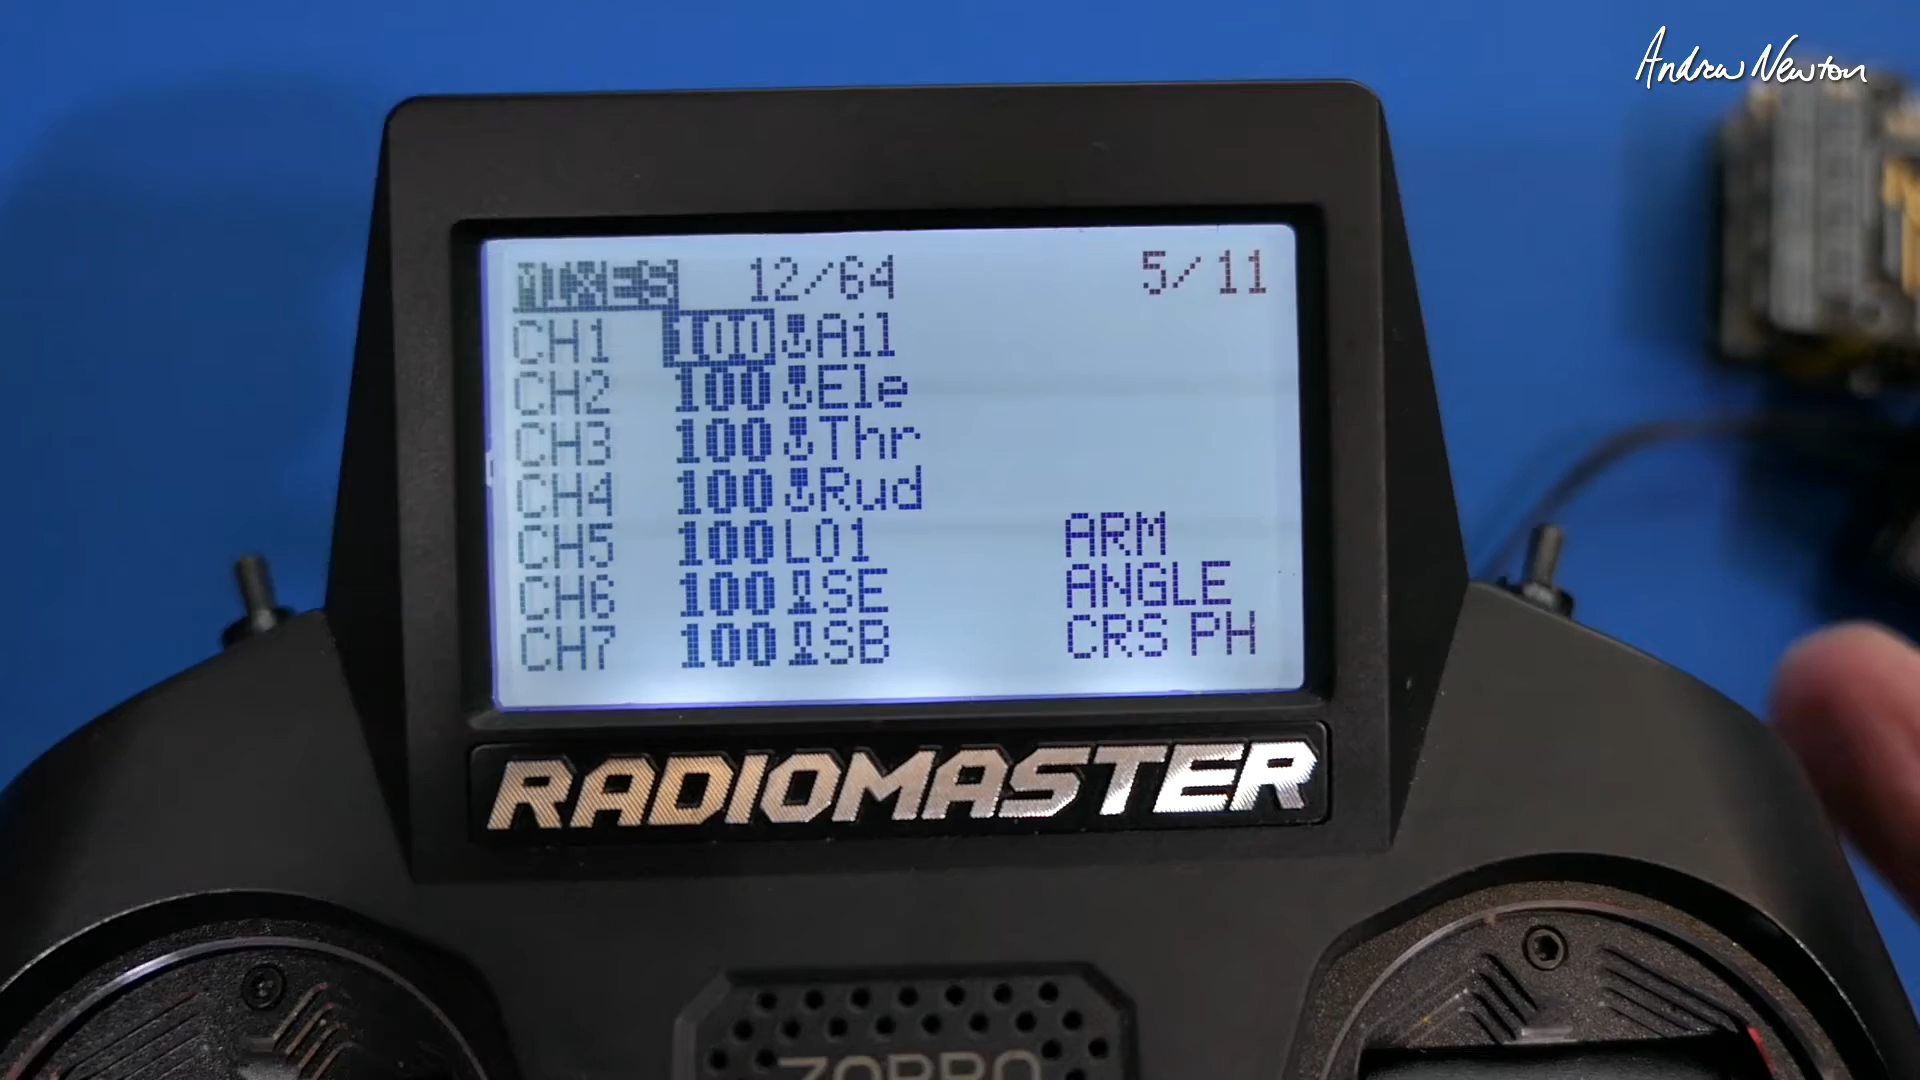 Andrew Newton
MIXES 12/64 5/11
CH1 100 Ail
CH2 100 Ele
CH3 100 Thr
CH4 100 Rud
CH5 100 L01 ARM
CH6 100 SE ANGLE
CH7 100 SB CRS PH
RADIOMASTER
ZORRO